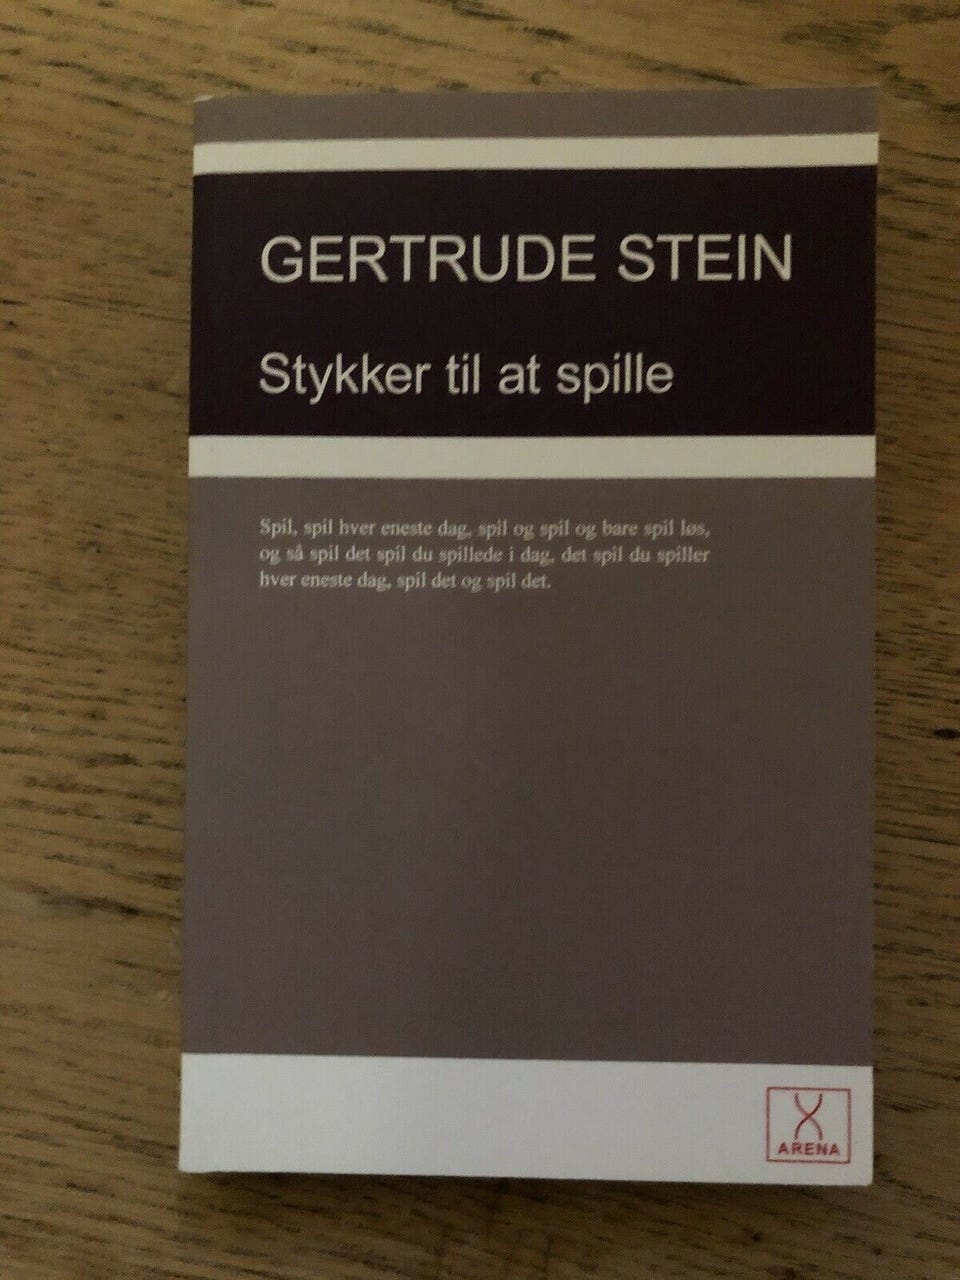 GERTRUDE STEIN
Stykker til at spille
Spil, spil hver eneste dag, spil og spil og bare spil løs,
og så spil det spil du spillede i dag, det spil du spiller
hver eneste dag, spil det og spil det.
ARENA